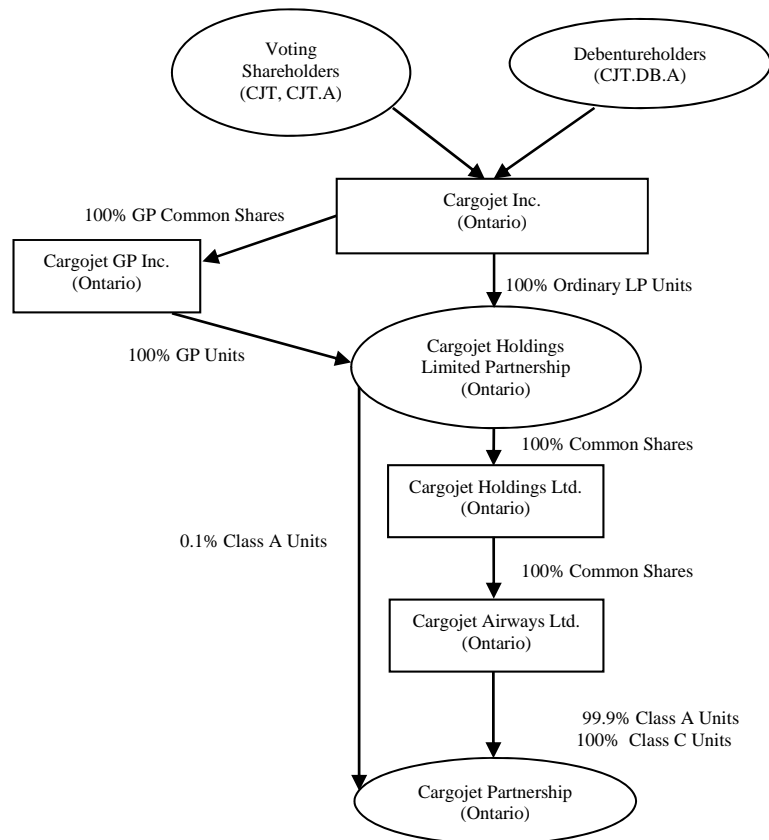 Voting
Shareholders
(CJT, CJT.A)
Debentureholders
(CJT.DB.A)
Cargojet Inc.
(Ontario)
100% GP Common Shares
Cargojet GP Inc.
(Ontario)
100% Ordinary LP Units
100% GP Units
Cargojet Holdings
Limited Partnership
(Ontario)
100% Common Shares
Cargojet Holdings Ltd.
(Ontario)
0.1% Class A Units
100% Common Shares
Cargojet Airways Ltd.
(Ontario)
99.9% Class A Units
100% Class C Units
Cargojet Partnership
(Ontario)